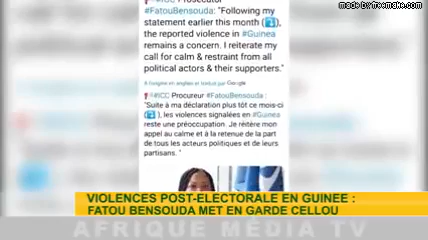 made by freemake.com
#ICC Prosecutor
#FatouBensouda: "Following my
statement earlier this month (⤵️),
the reported violence in #Guinea
remains a concern. I reiterate my
call for calm & restraint from all
political actors & their supporters."
A l'origine en anglais et traduit par Google
#ICC Procureur #FatouBensouda :
"Suite à ma déclaration plus tôt ce mois-ci
(⤵️), les violences signalées en #Guinea
reste une préoccupation. Je réitère mon
appel au calme et à la retenue de la part
de tous les acteurs politiques et de leurs
partisans. "
VIOLENCES POST-ELECTORALE EN GUINEE :
FATOU BENSOUDA MET EN GARDE CELLOU
AFRIQUE MEDIA TV